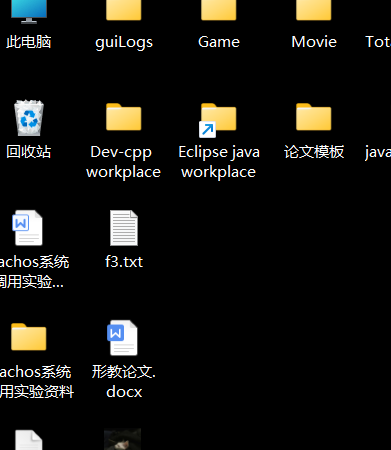 此电脑
guiLogs
Game
Movie
Tota
回收站
Dev-cpp
workplace
Eclipse java
workplace
论文模板
java
achos系统
调用实验...
f3.txt
achos系统
用实验资料
形教论文.
docx